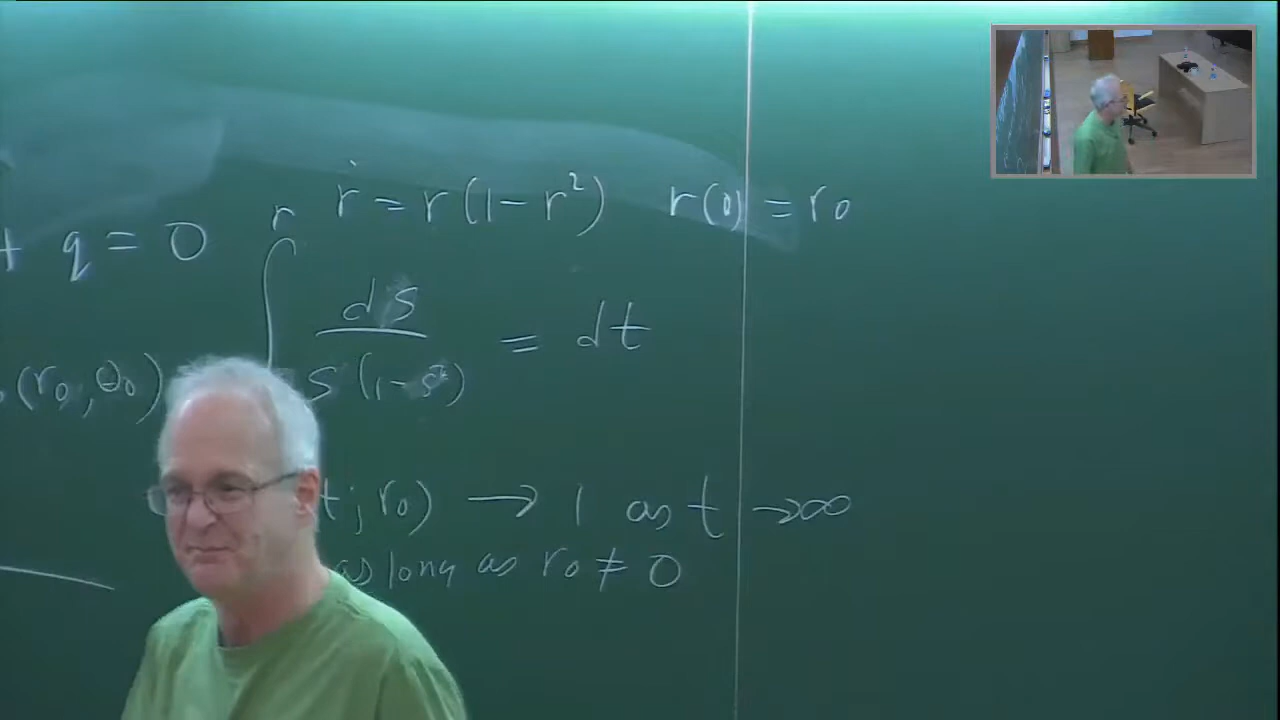 ṙ = r(1-r²) r(0) = r₀
+ q = 0
∫ r ds / s(1-s²) = dt
(r₀, θ₀)
t; r₀) → 1 as t → ∞
as long as r₀ ≠ 0